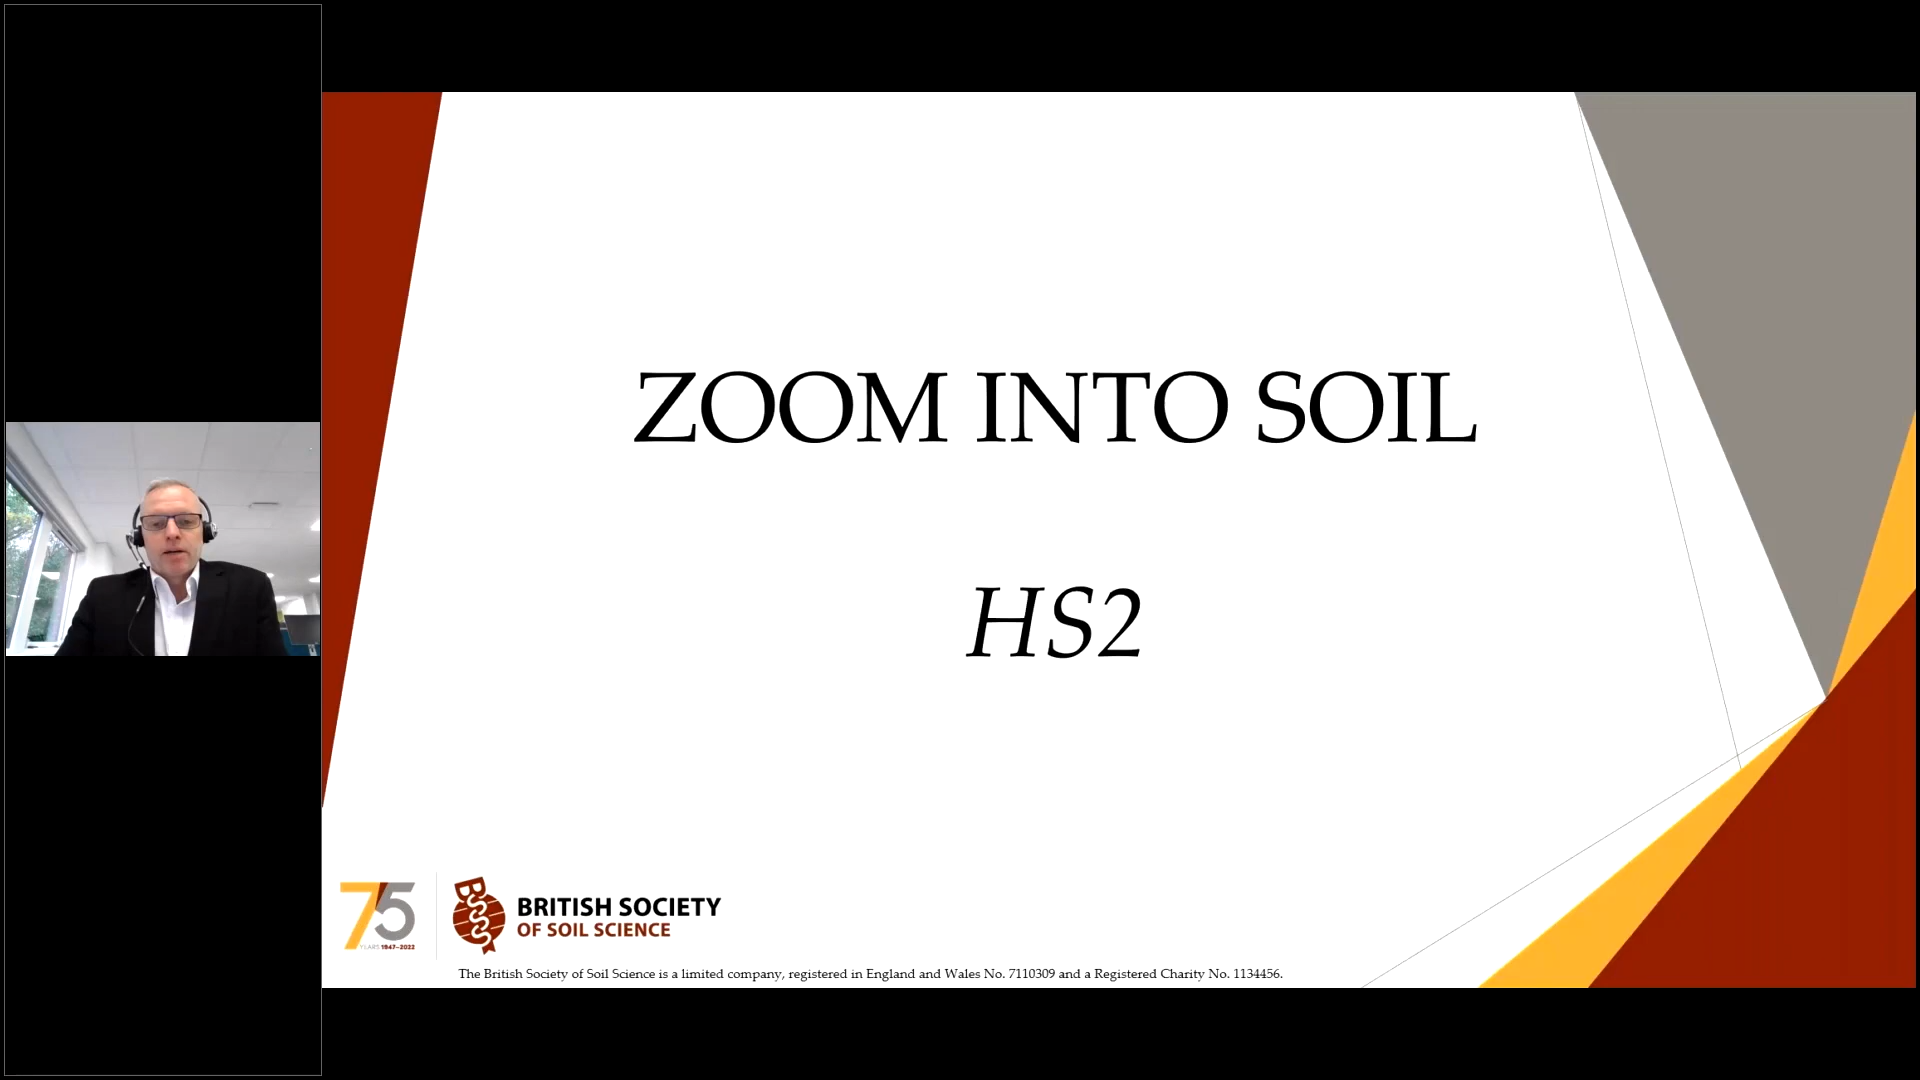 ZOOM INTO SOIL
HS2
75
YEARS 1947–2022
BSSS
BRITISH SOCIETY
OF SOIL SCIENCE
The British Society of Soil Science is a limited company, registered in England and Wales No. 7110309 and a Registered Charity No. 1134456.